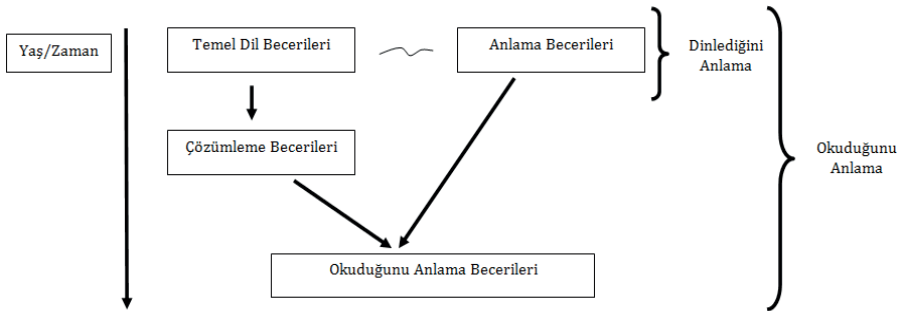 Yaş/Zaman
Temel Dil Becerileri
Anlama Becerileri
Dinlediğini
Anlama
Çözümleme Becerileri
Okuduğunu
Anlama
Okuduğunu Anlama Becerileri